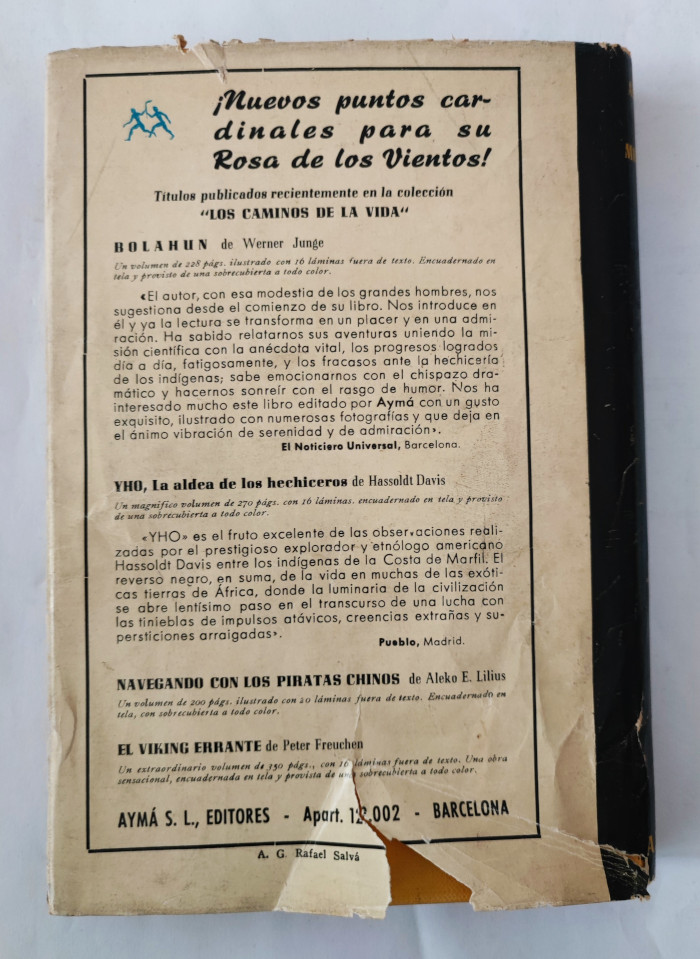 ¡Nuevos puntos car-
dinales para su
Rosa de los Vientos!
Títulos publicados recientemente en la colección
"LOS CAMINOS DE LA VIDA"
BOLAHUN de Werner Junge
Un volumen de 228 págs. ilustrado con 16 láminas fuera de texto. Encuadernado en
tela y provisto de una sobrecubierta a todo color.
«El autor, con esa modestia de los grandes hombres, nos
sugestiona desde el comienzo de su libro. Nos introduce en
él y ya la lectura se transforma en un placer y en una admi-
ración. Ha sabido relatarnos sus aventuras uniendo la mi-
sión científica con la anécdota vital, los progresos logrados
día a día, fatigosamente, y los fracasos ante la hechicería
de los indígenas; sabe emocionarnos con el chispazo dra-
mático y hacernos sonreír con el rasgo de humor. Nos ha
interesado mucho este libro editado por Aymá con un gusto
exquisito, ilustrado con numerosas fotografías y que deja en
el ánimo vibración de serenidad y de admiración».
El Noticiero Universal, Barcelona.
YHO, La aldea de los hechiceros de Hassoldt Davis
Un magnífico volumen de 270 págs. con 16 láminas. encuadernado en tela y provisto
de una sobrecubierta a todo color.
«YHO» es el fruto excelente de las observaciones reali-
zadas por el prestigioso explorador y etnólogo americano
Hassoldt Davis entre los indígenas de la Costa de Marfil. El
reverso negro, en suma, de la vida en muchas de las exóti-
cas tierras de África, donde la luminaria de la civilización
se abre lentísimo paso en el transcurso de una lucha con
las tinieblas de impulsos atávicos, creencias extrañas y su-
persticiones arraigadas».
Pueblo, Madrid.
NAVEGANDO CON LOS PIRATAS CHINOS de Aleko E. Lilius
Un volumen de 200 págs. ilustrado con 20 láminas fuera de texto. Encuadernado en
tela, con sobrecubierta a todo color.
EL VIKING ERRANTE de Peter Freuchen
Un extraordinario volumen de 350 págs., con 16 láminas fuera de texto. Una obra
sensacional, encuadernada en tela y provista de una sobrecubierta a todo color.
AYMÁ S. L., EDITORES - Apart. 12.002 - BARCELONA
A. G. Rafael Salvá